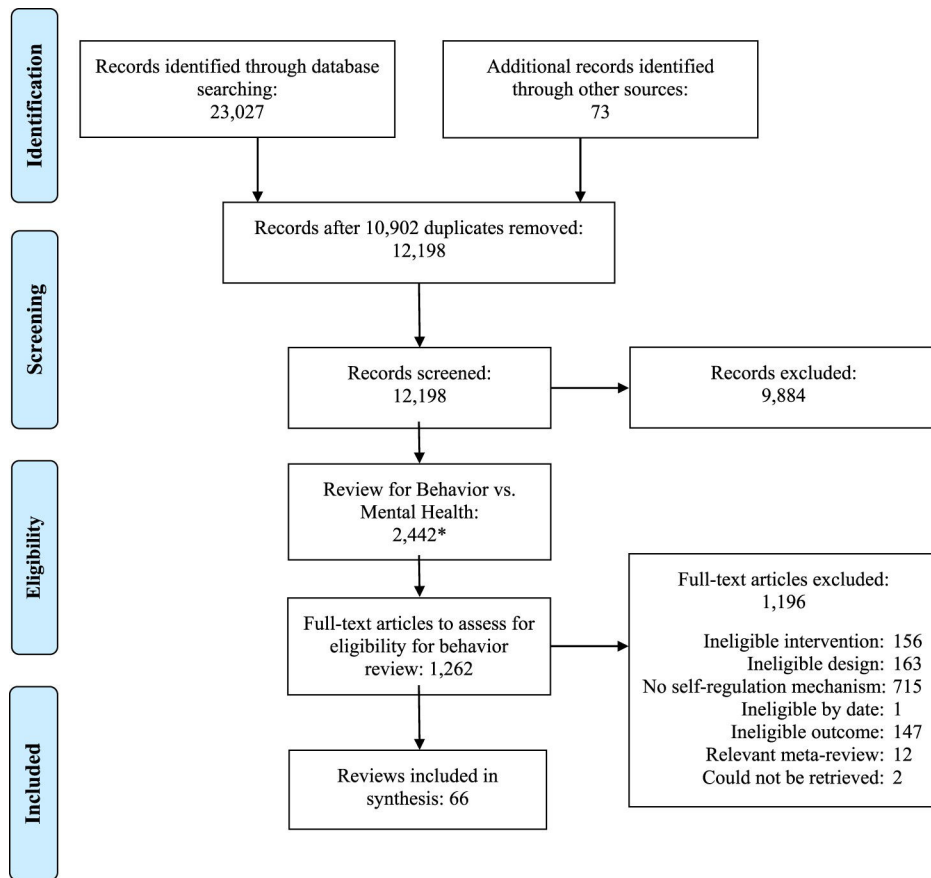 Identification
Records identified through database
searching:
23,027
Additional records identified
through other sources:
73
Records after 10,902 duplicates removed:
12,198
Screening
Records screened:
12,198
Records excluded:
9,884
Eligibility
Review for Behavior vs.
Mental Health:
2,442*
Full-text articles to assess for
eligibility for behavior
review: 1,262
Full-text articles excluded:
1,196
Ineligible intervention: 156
Ineligible design: 163
No self-regulation mechanism: 715
Ineligible by date: 1
Ineligible outcome: 147
Relevant meta-review: 12
Could not be retrieved: 2
Included
Reviews included in
synthesis: 66